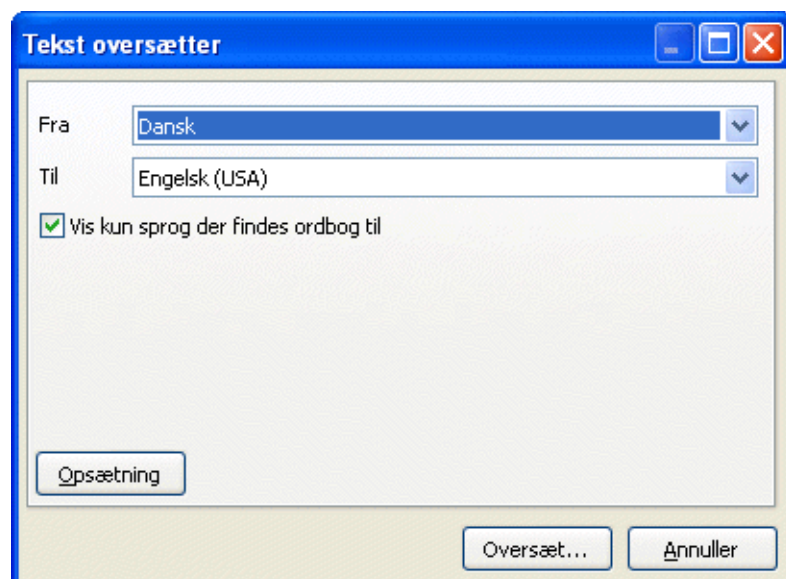 Tekst oversætter
Fra Dansk
Til Engelsk (USA)
Vis kun sprog der findes ordbog til
Opsætning
Oversæt... Annuller